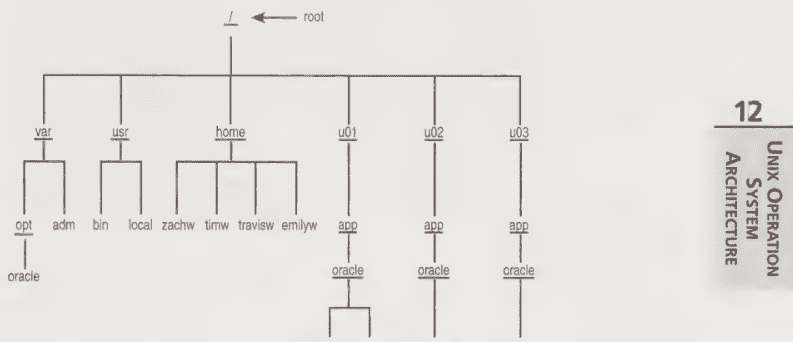 / root
var usr home u01 u02 u03
opt adm bin local zachw timw travisw emilyw app app app
oracle oracle oracle oracle
12
UNIX OPERATION
SYSTEM
ARCHITECTURE